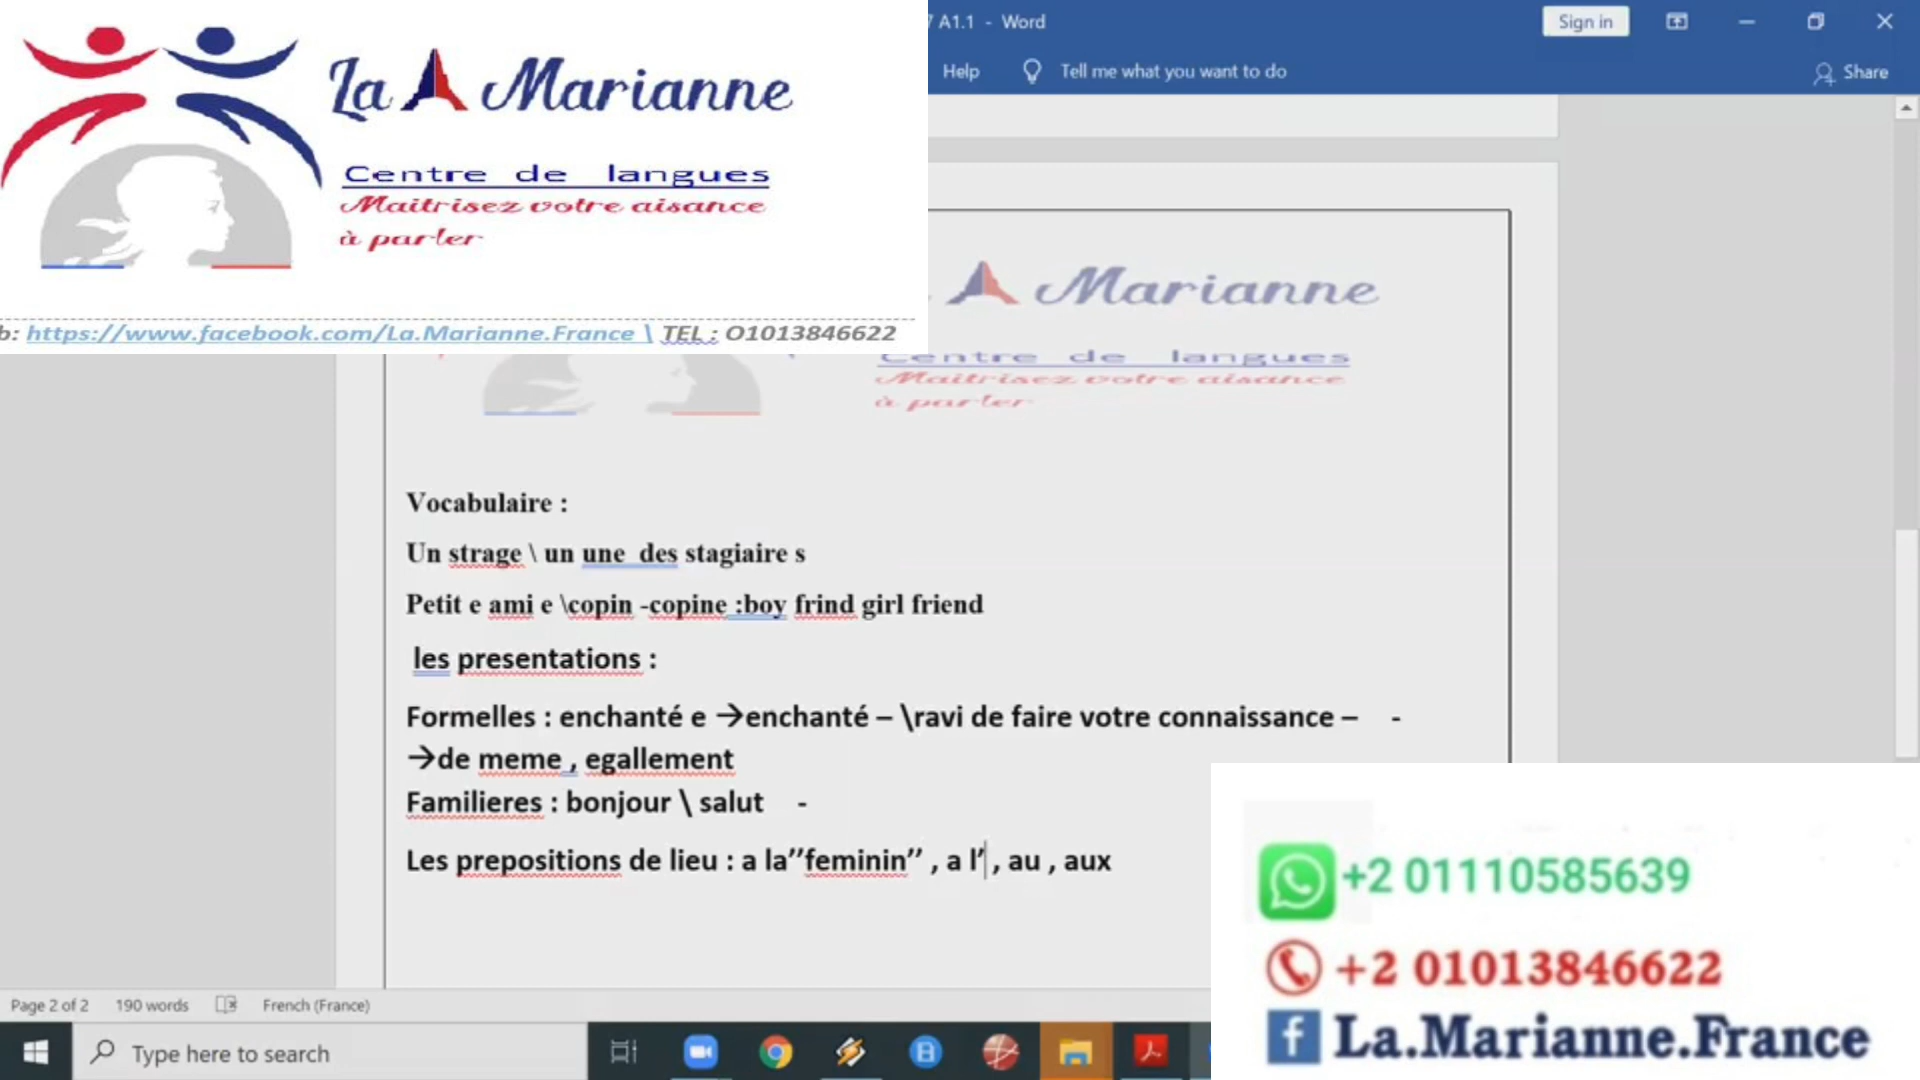 7 A1.1 - Word
Sign in
Help
Tell me what you want to do
Share
La Marianne
Centre de langues
Maitrisez votre aisance
à parler
b: https://www.facebook.com/La.Marianne.France \ TEL : O1013846622
Marianne
Centre de langues
Maitrisez votre aisance
à parler
Vocabulaire :
Un strage \ un une des stagiaire s
Petit e ami e \copin -copine :boy frind girl friend
les presentations :
Formelles : enchanté e →enchanté – \ravi de faire votre connaissance – -
→de meme , egallement
Familieres : bonjour \ salut -
Les prepositions de lieu : a la’’feminin’’ , a l’ , au , aux
+2 01110585639
+2 01013846622
La.Marianne.France
Page 2 of 2 190 words French (France)
Type here to search